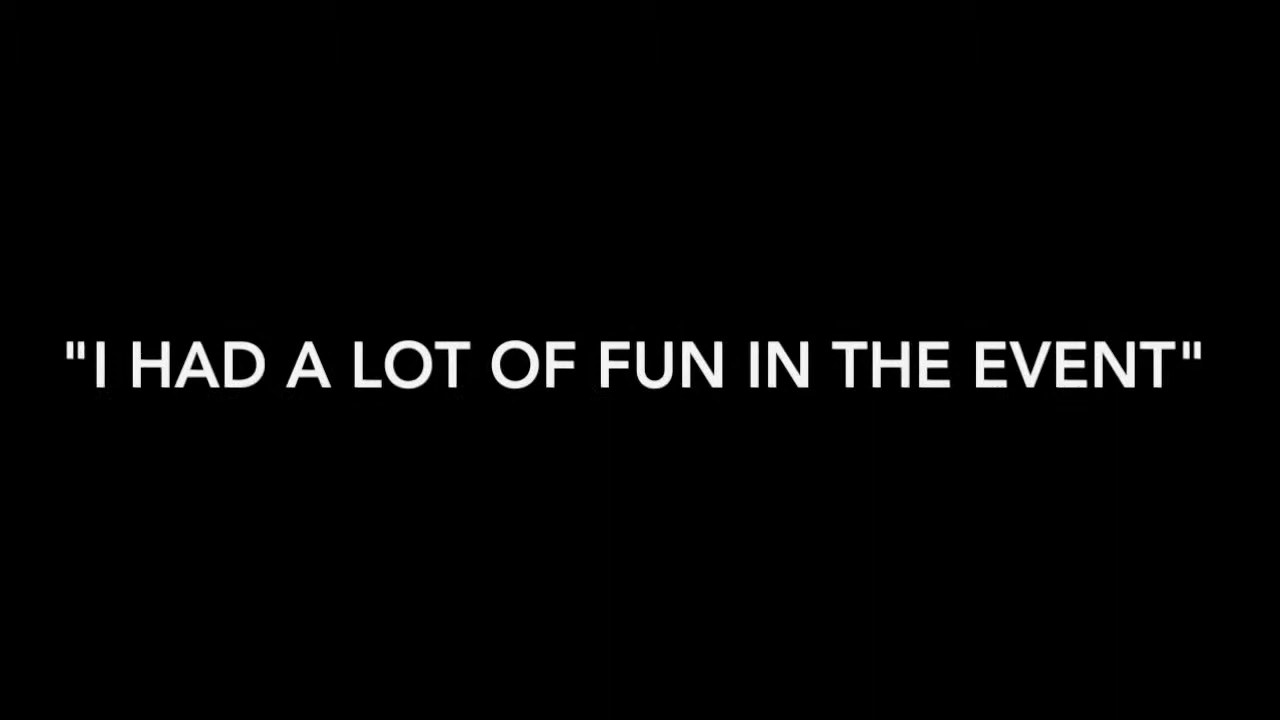 "I HAD A LOT OF FUN IN THE EVENT"